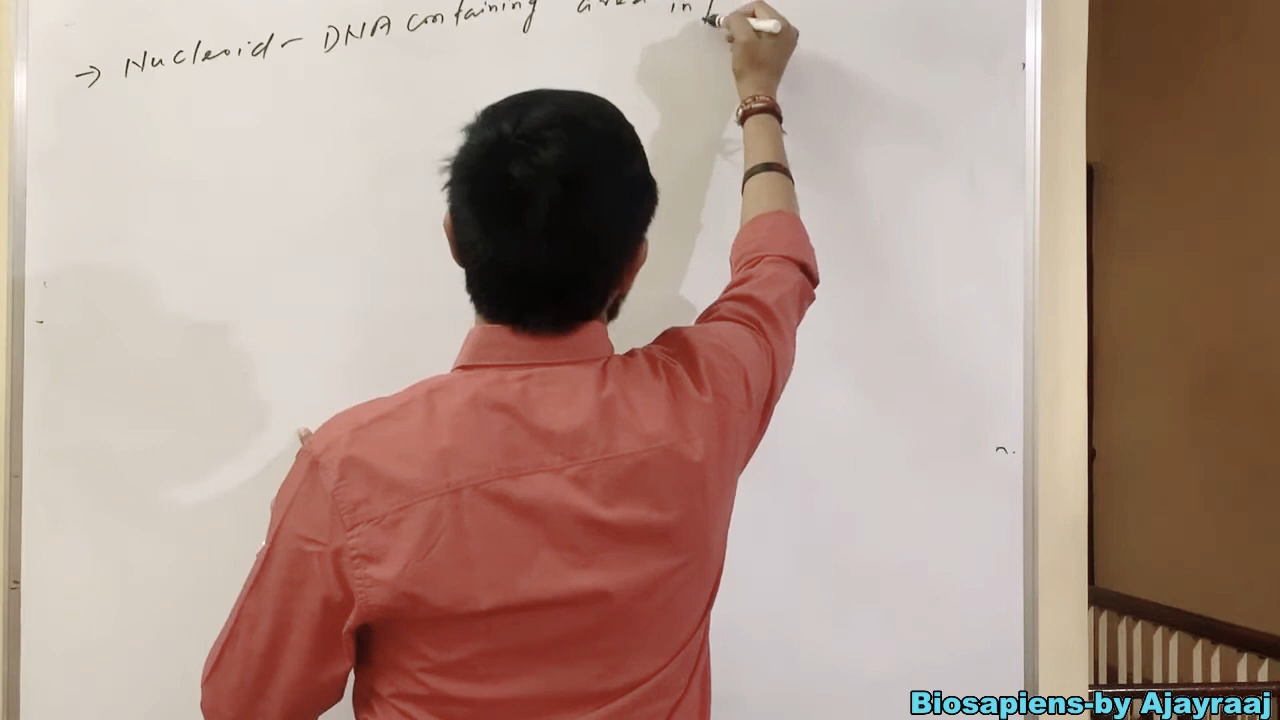 → Nucleoid - DNA containing area in
Biosapiens-by Ajayraaj